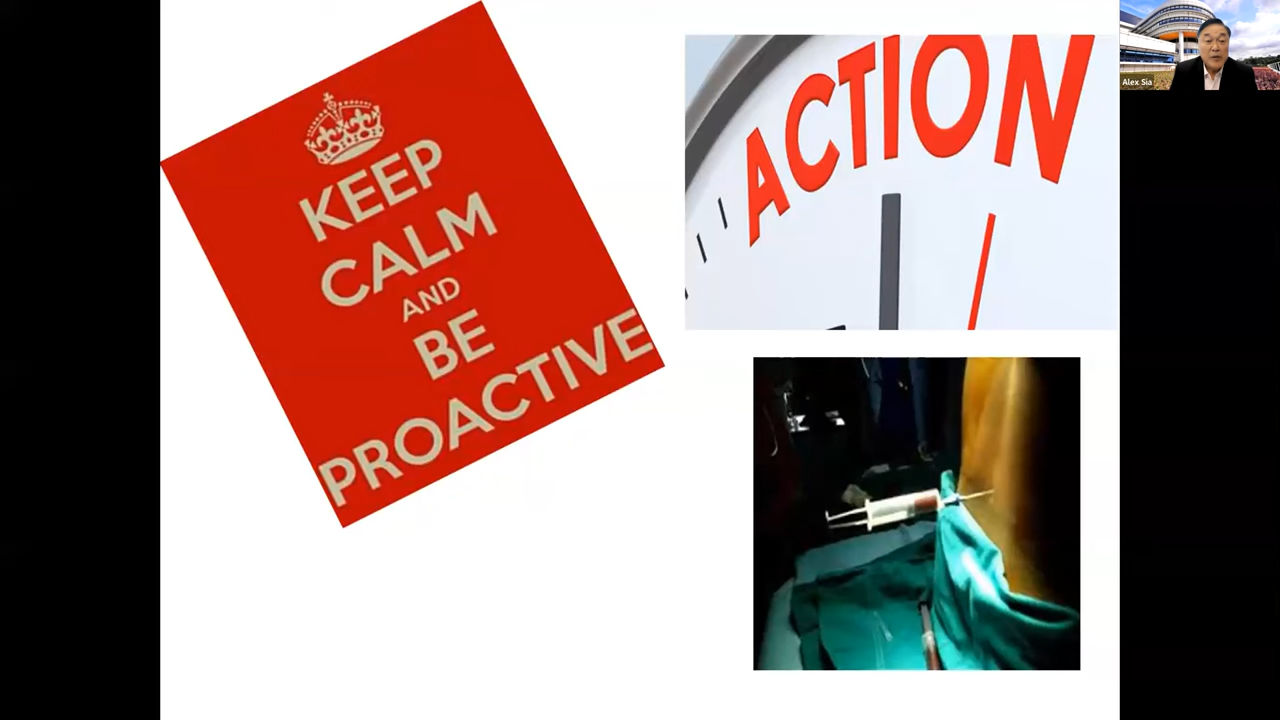 KEEP
CALM
AND
BE
PROACTIVE
ACTION
Alex Sia